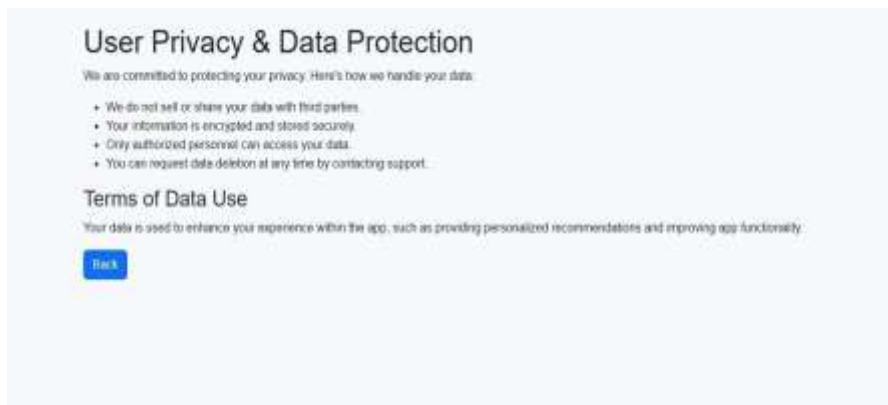 User Privacy & Data Protection
We are committed to protecting your privacy. Here's how we handle your data:
• We do not sell or share your data with third parties.
• Your information is encrypted and stored securely.
• Only authorized personnel can access your data.
• You can request data deletion at any time by contacting support.
Terms of Data Use
Your data is used to enhance your experience within the app, such as providing personalized recommendations and improving app functionality.
Back